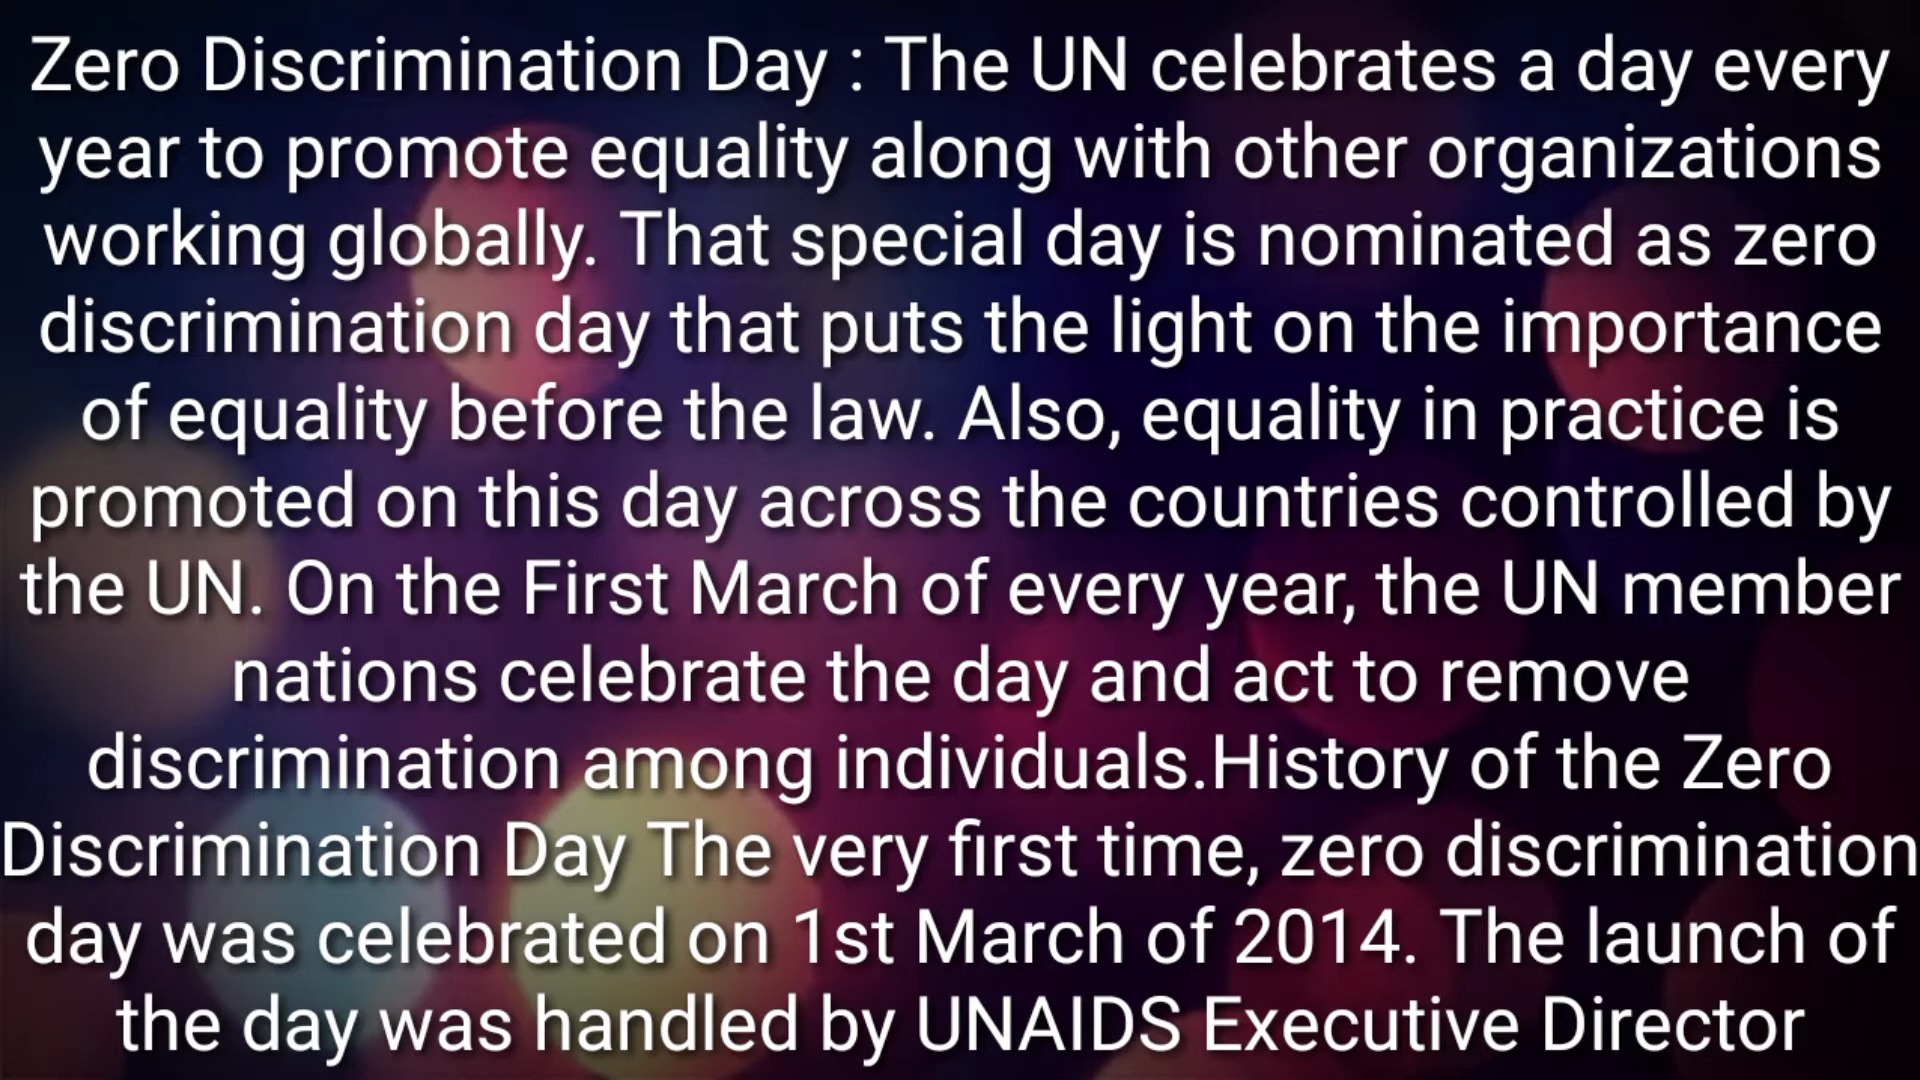 Zero Discrimination Day : The UN celebrates a day every
year to promote equality along with other organizations
working globally. That special day is nominated as zero
discrimination day that puts the light on the importance
of equality before the law. Also, equality in practice is
promoted on this day across the countries controlled by
the UN. On the First March of every year, the UN member
nations celebrate the day and act to remove
discrimination among individuals.History of the Zero
Discrimination Day The very first time, zero discrimination
day was celebrated on 1st March of 2014. The launch of
the day was handled by UNAIDS Executive Director